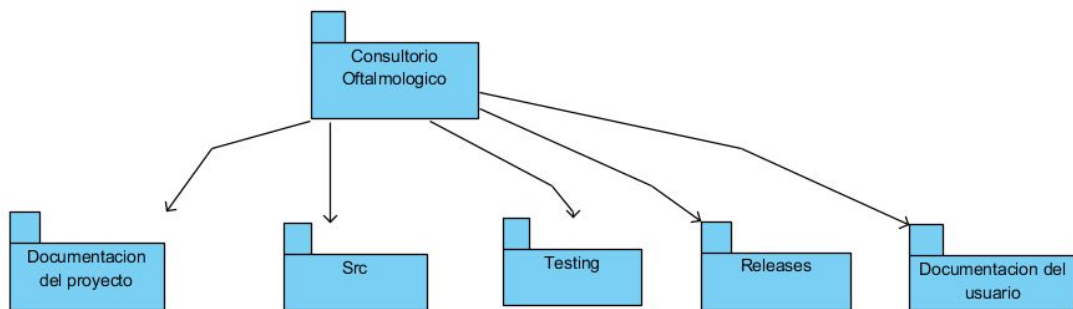 Consultorio
Oftalmologico
Documentacion
del proyecto
Src
Testing
Releases
Documentacion del
usuario